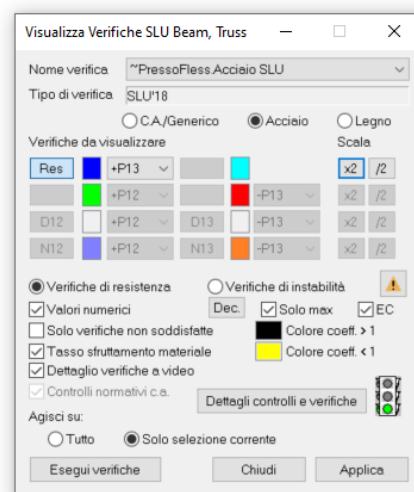 Visualizza Verifiche SLU Beam, Truss
Nome verifica ~PressoFless.Acciaio SLU
Tipo di verifica SLU'18
C.A./Generico Acciaio Legno
Verifiche da visualizzare Scala
Res +P13 x2 /2
+P12 -P13 x2 /2
D12 +P12 D13 -P13 x2 /2
N12 +P12 N13 -P13 x2 /2
Verifiche di resistenza Verifiche di instabilità
Valori numerici Dec. Solo max EC
Solo verifiche non soddisfatte Colore coeff. > 1
Tasso sfruttamento materiale Colore coeff. < 1
Dettaglio verifiche a video
Controlli normativi c.a. Dettagli controlli e verifiche
Agisci su:
Tutto Solo selezione corrente
Esegui verifiche Chiudi Applica